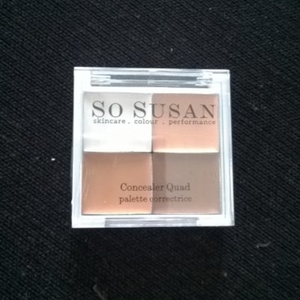 SO SUSAN
skincare . colour . performance
Concealer Quad
palette correctrice